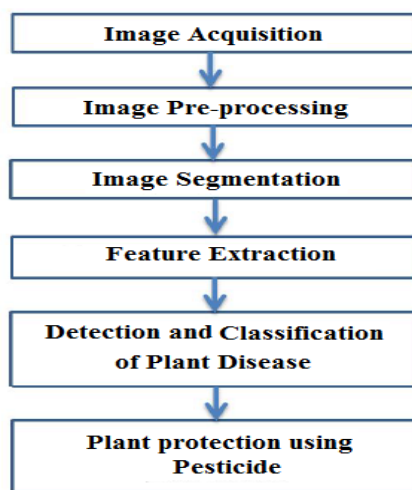 Image Acquisition
Image Pre-processing
Image Segmentation
Feature Extraction
Detection and Classification
of Plant Disease
Plant protection using
Pesticide